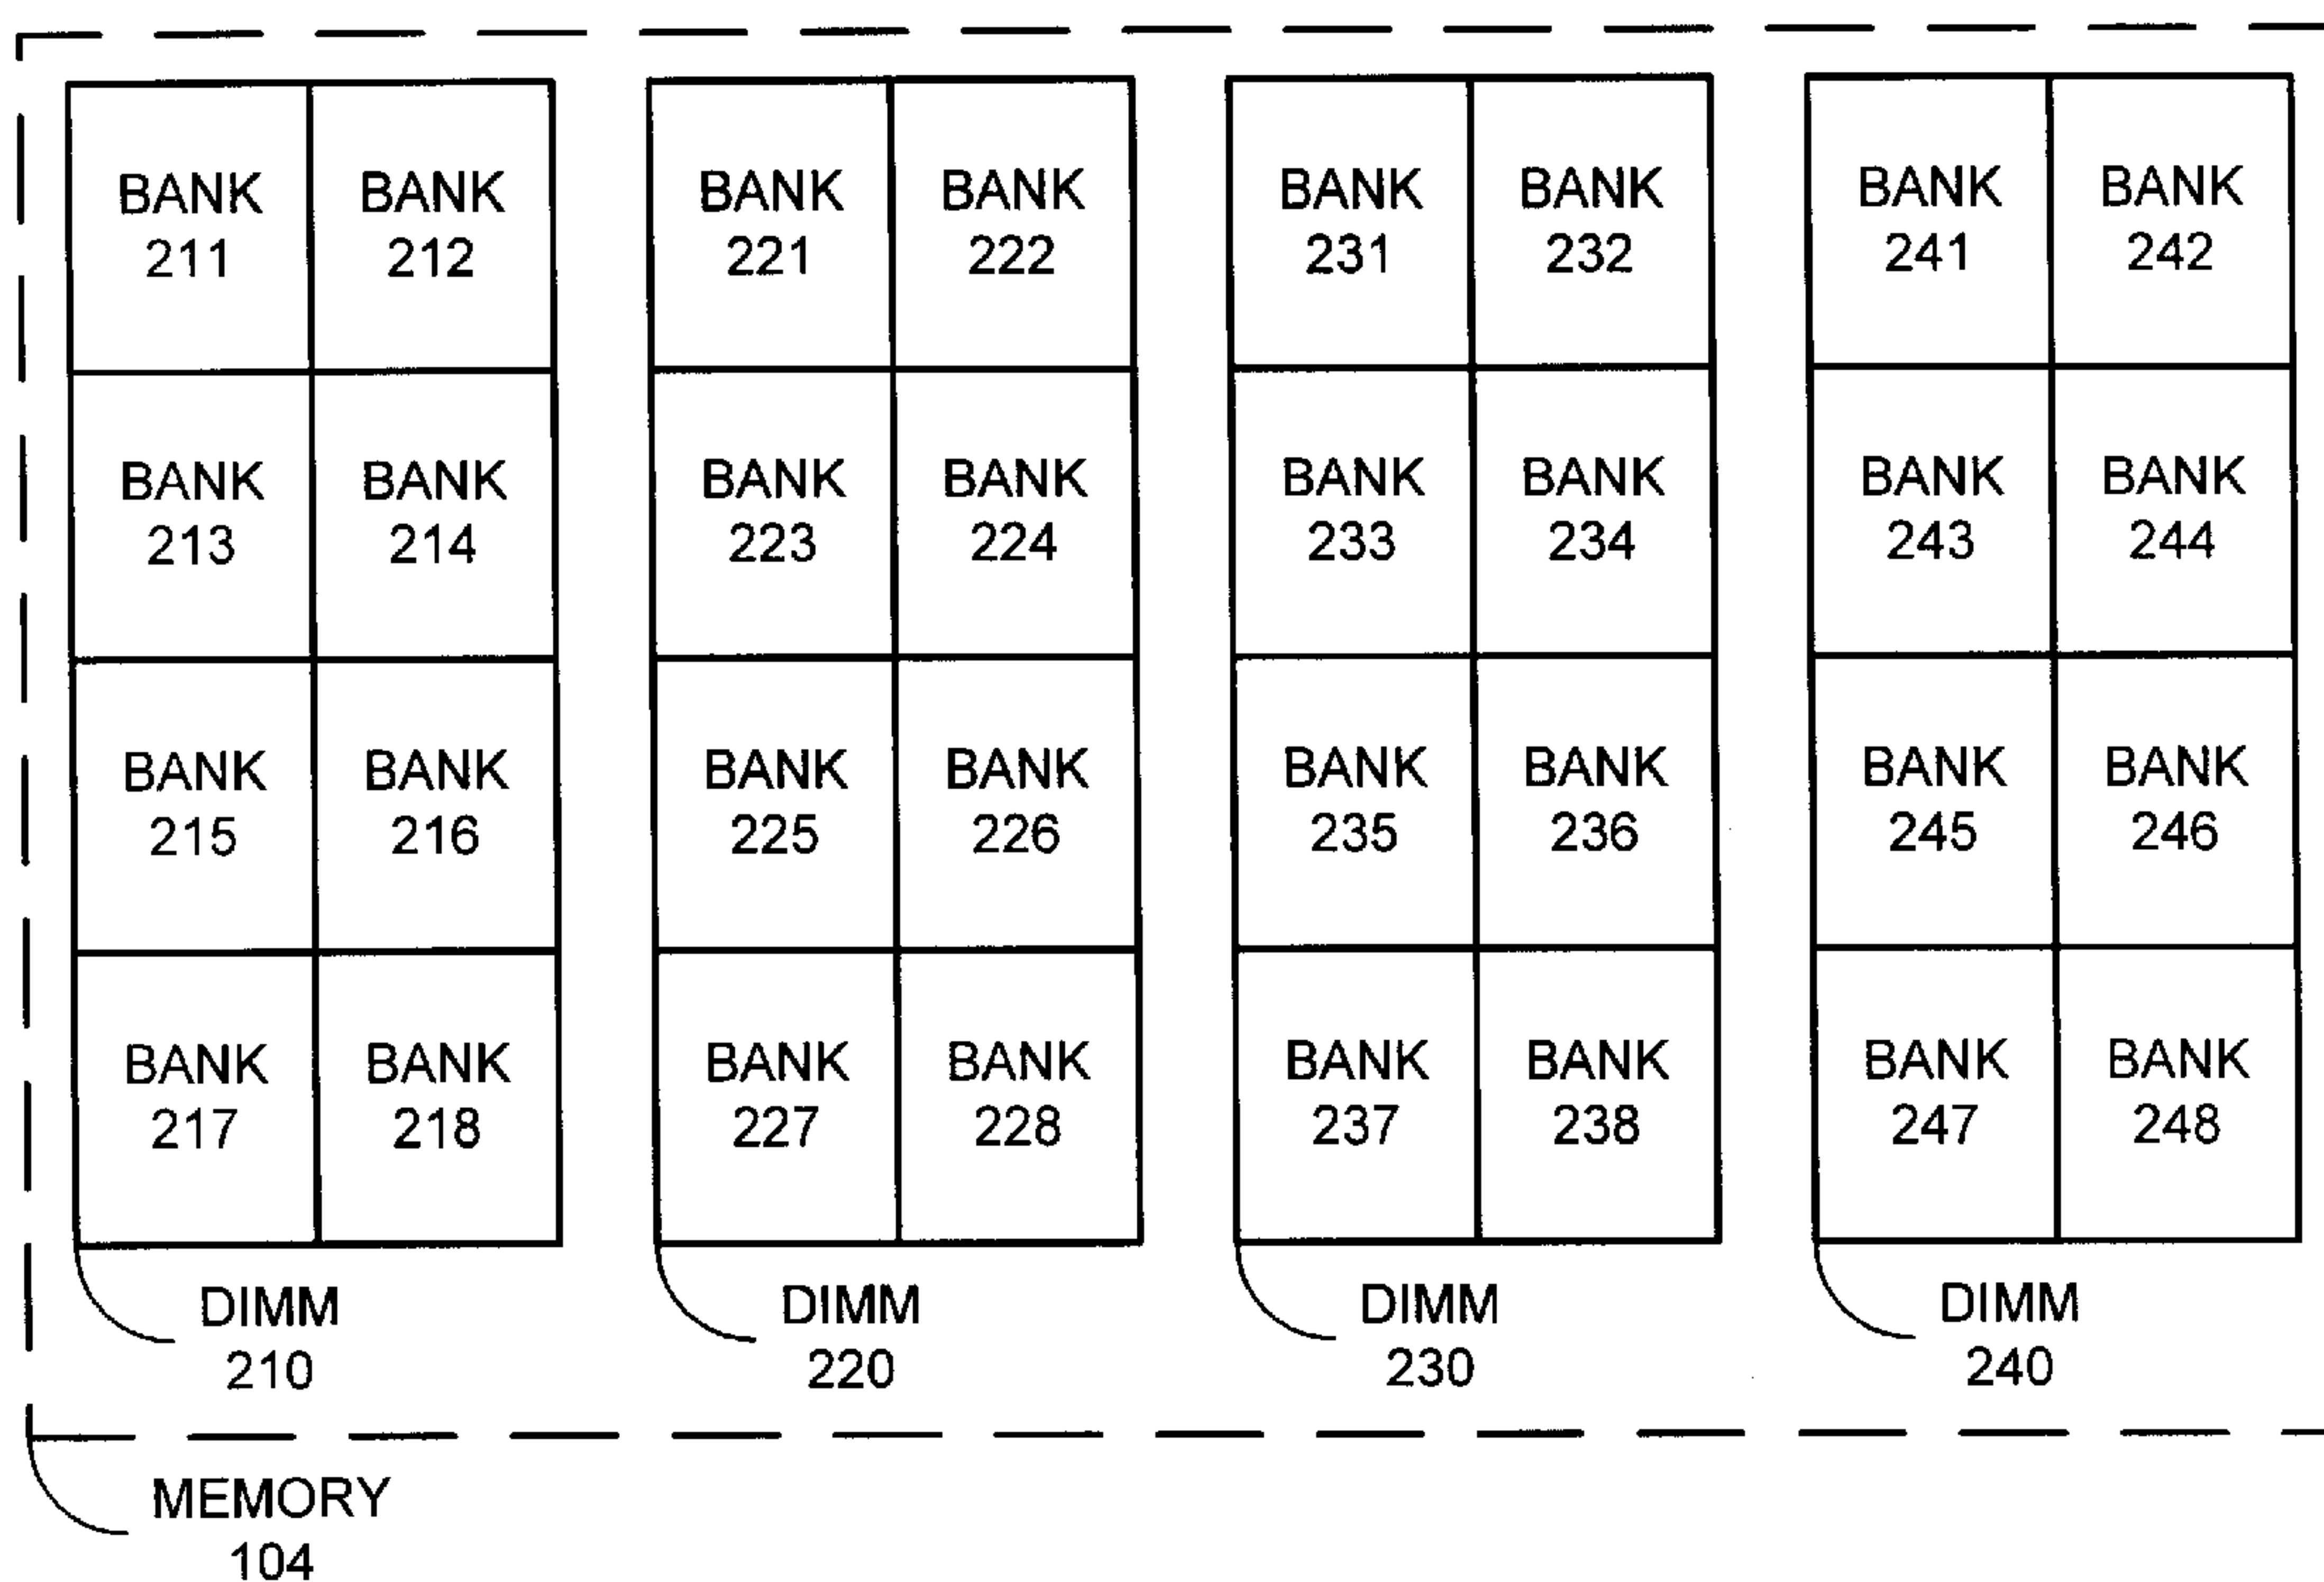 BANK BANK BANK BANK BANK BANK BANK BANK
211 212 221 222 231 232 241 242
BANK BANK BANK BANK BANK BANK BANK BANK
213 214 223 224 233 234 243 244
BANK BANK BANK BANK BANK BANK BANK BANK
215 216 225 226 235 236 245 246
BANK BANK BANK BANK BANK BANK BANK BANK
217 218 227 228 237 238 247 248
DIMM DIMM DIMM DIMM
210 220 230 240
MEMORY
104